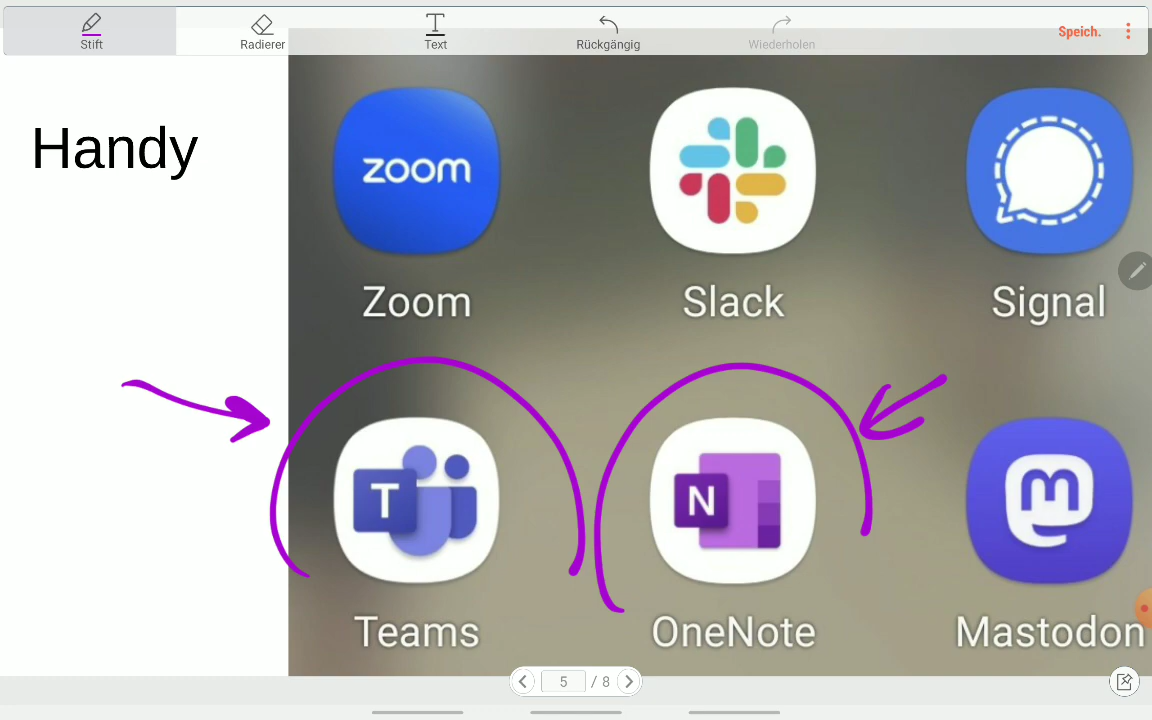 Stift
Radierer
Text
Rückgängig
Wiederholen
Speich.
Handy
zoom
Zoom
Slack
Signal
T
N
m
Teams
OneNote
Mastodon
5 / 8